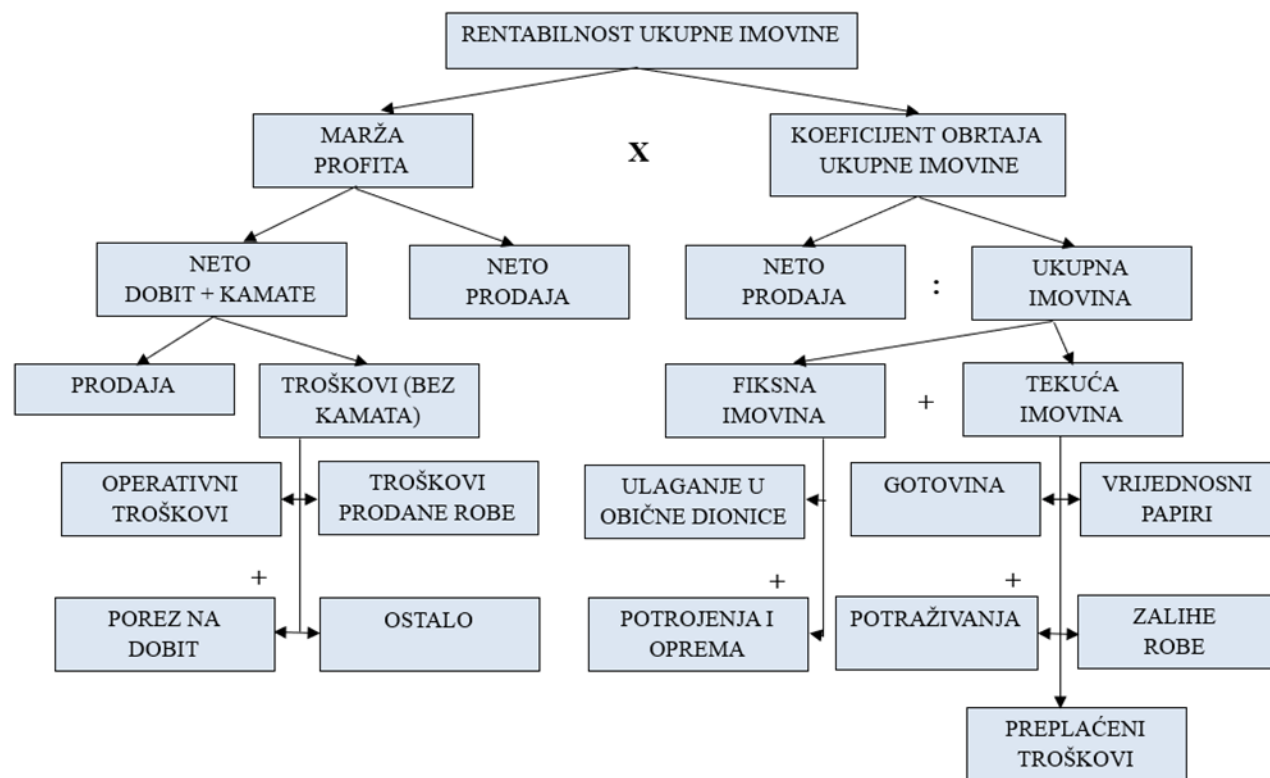 RENTABILNOST UKUPNE IMOVINE
MARŽA
PROFITA
X
KOEFICIJENT OBRTAJA
UKUPNE IMOVINE
NETO
DOBIT + KAMATE
NETO
PRODAJA
NETO
PRODAJA
:
UKUPNA
IMOVINA
PRODAJA
TROŠKOVI (BEZ
KAMATA)
FIKSNA
IMOVINA
+
TEKUĆA
IMOVINA
OPERATIVNI
TROŠKOVI
TROŠKOVI
PRODANE ROBE
ULAGANJE U
OBIČNE DIONICE
GOTOVINA
VRIJEDNOSNI
PAPIRI
+
+
+
POREZ NA
DOBIT
OSTALO
POTROJENJA I
OPREMA
POTRAŽIVANJA
ZALIHE
ROBE
PREPLAĆENI
TROŠKOVI